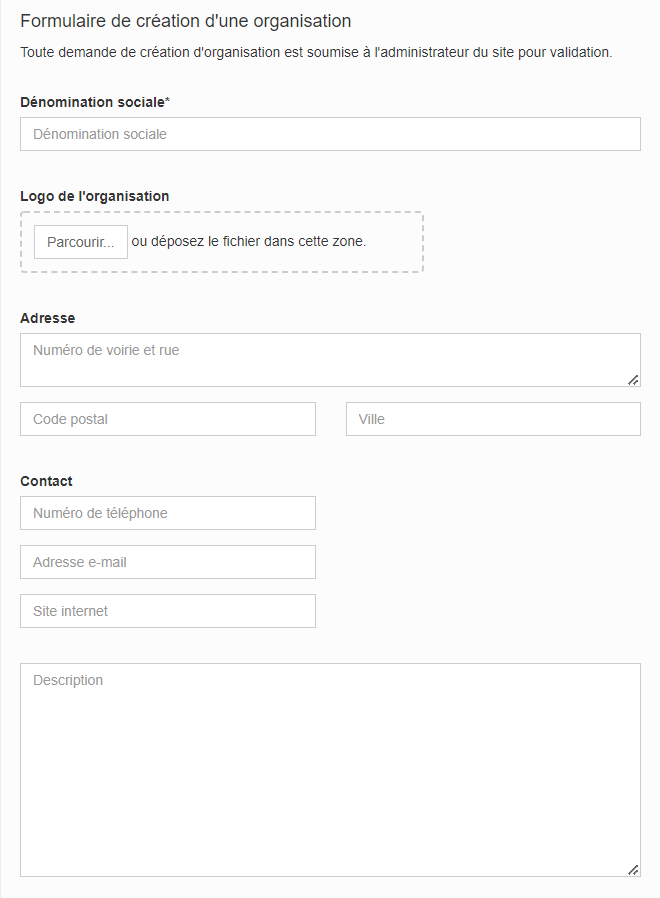 Formulaire de création d'une organisation
Toute demande de création d'organisation est soumise à l'administrateur du site pour validation.
Dénomination sociale*
Dénomination sociale
Logo de l'organisation
Parcourir... ou déposez le fichier dans cette zone.
Adresse
Numéro de voirie et rue
Code postal
Ville
Contact
Numéro de téléphone
Adresse e-mail
Site internet
Description